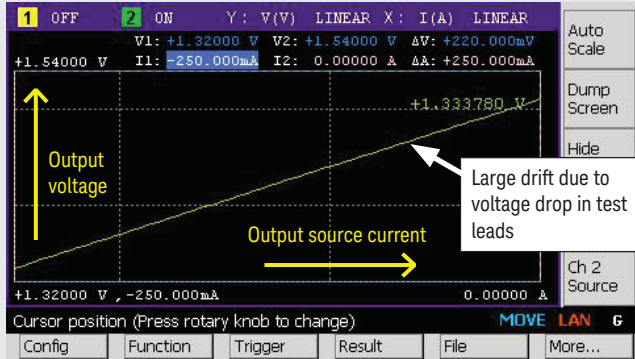 1 OFF 2 ON Y: V(V) LINEAR X: I(A) LINEAR
V1: +1.32000 V V2: +1.54000 V ΔV: +220.000mV
+1.54000 V I1: -250.000mA I2: 0.00000 A ΔA: +250.000mA
Auto
Scale
Dump
Screen
Hide
+1.333780 V
Output
voltage
Large drift due to
voltage drop in test
leads
Output source current
Ch 2
Source
+1.32000 V ,-250.000mA 0.00000 A
Cursor position (Press rotary knob to change) MOVE LAN G
Config Function Trigger Result File More...